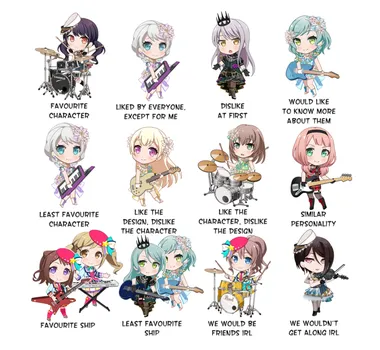 FAVOURITE
CHARACTER
LIKED BY EVERYONE,
EXCEPT FOR ME
DISLIKE
AT FIRST
WOULD LIKE
TO KNOW MORE
ABOUT THEM
LEAST FAVOURITE
CHARACTER
LIKE THE
DESIGN, DISLIKE
THE CHARACTER
LIKE THE
CHARACTER, DISLIKE
THE DESIGN
SIMILAR
PERSONALITY
FAVOURITE SHIP
LEAST FAVOURITE
SHIP
WE WOULD BE
FRIENDS IRL
WE WOULDN'T
GET ALONG IRL